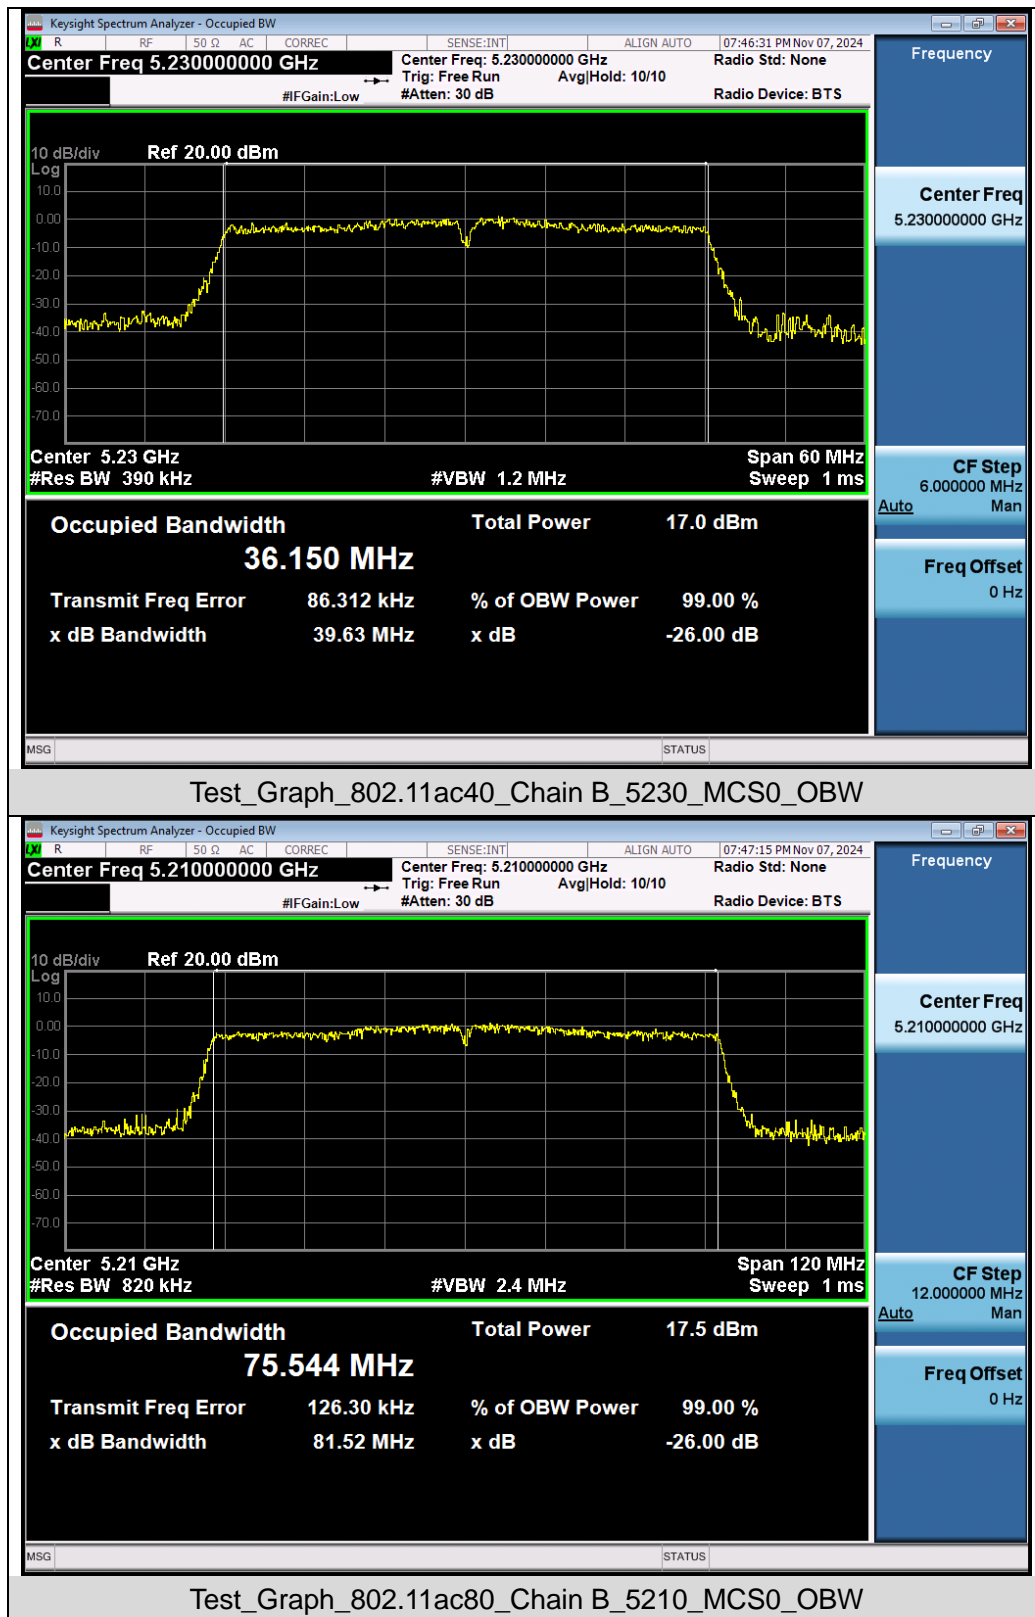 Keysight Spectrum Analyzer - Occupied BW
LXI R RF 50 Ω AC CORREC SENSE:INT ALIGN AUTO 07:46:31 PM Nov 07, 2024
Center Freq 5.230000000 GHz
Center Freq: 5.230000000 GHz Radio Std: None
Trig: Free Run Avg|Hold: 10/10
#IFGain:Low #Atten: 30 dB Radio Device: BTS
10 dB/div Ref 20.00 dBm
Log
10.0
0.00
-10.0
-20.0
-30.0
-40.0
-50.0
-60.0
-70.0
Center 5.23 GHz Span 60 MHz
#Res BW 390 kHz #VBW 1.2 MHz Sweep 1 ms
Occupied Bandwidth Total Power 17.0 dBm
36.150 MHz
Transmit Freq Error 86.312 kHz % of OBW Power 99.00 %
x dB Bandwidth 39.63 MHz x dB -26.00 dB
Frequency
Center Freq
5.230000000 GHz
CF Step
6.000000 MHz
Auto Man
Freq Offset
0 Hz
MSG STATUS
Test_Graph_802.11ac40_Chain B_5230_MCS0_OBW
Keysight Spectrum Analyzer - Occupied BW
LXI R RF 50 Ω AC CORREC SENSE:INT ALIGN AUTO 07:47:15 PM Nov 07, 2024
Center Freq 5.210000000 GHz
Center Freq: 5.210000000 GHz Radio Std: None
Trig: Free Run Avg|Hold: 10/10
#IFGain:Low #Atten: 30 dB Radio Device: BTS
10 dB/div Ref 20.00 dBm
Log
10.0
0.00
-10.0
-20.0
-30.0
-40.0
-50.0
-60.0
-70.0
Center 5.21 GHz Span 120 MHz
#Res BW 820 kHz #VBW 2.4 MHz Sweep 1 ms
Occupied Bandwidth Total Power 17.5 dBm
75.544 MHz
Transmit Freq Error 126.30 kHz % of OBW Power 99.00 %
x dB Bandwidth 81.52 MHz x dB -26.00 dB
Frequency
Center Freq
5.210000000 GHz
CF Step
12.000000 MHz
Auto Man
Freq Offset
0 Hz
MSG STATUS
Test_Graph_802.11ac80_Chain B_5210_MCS0_OBW